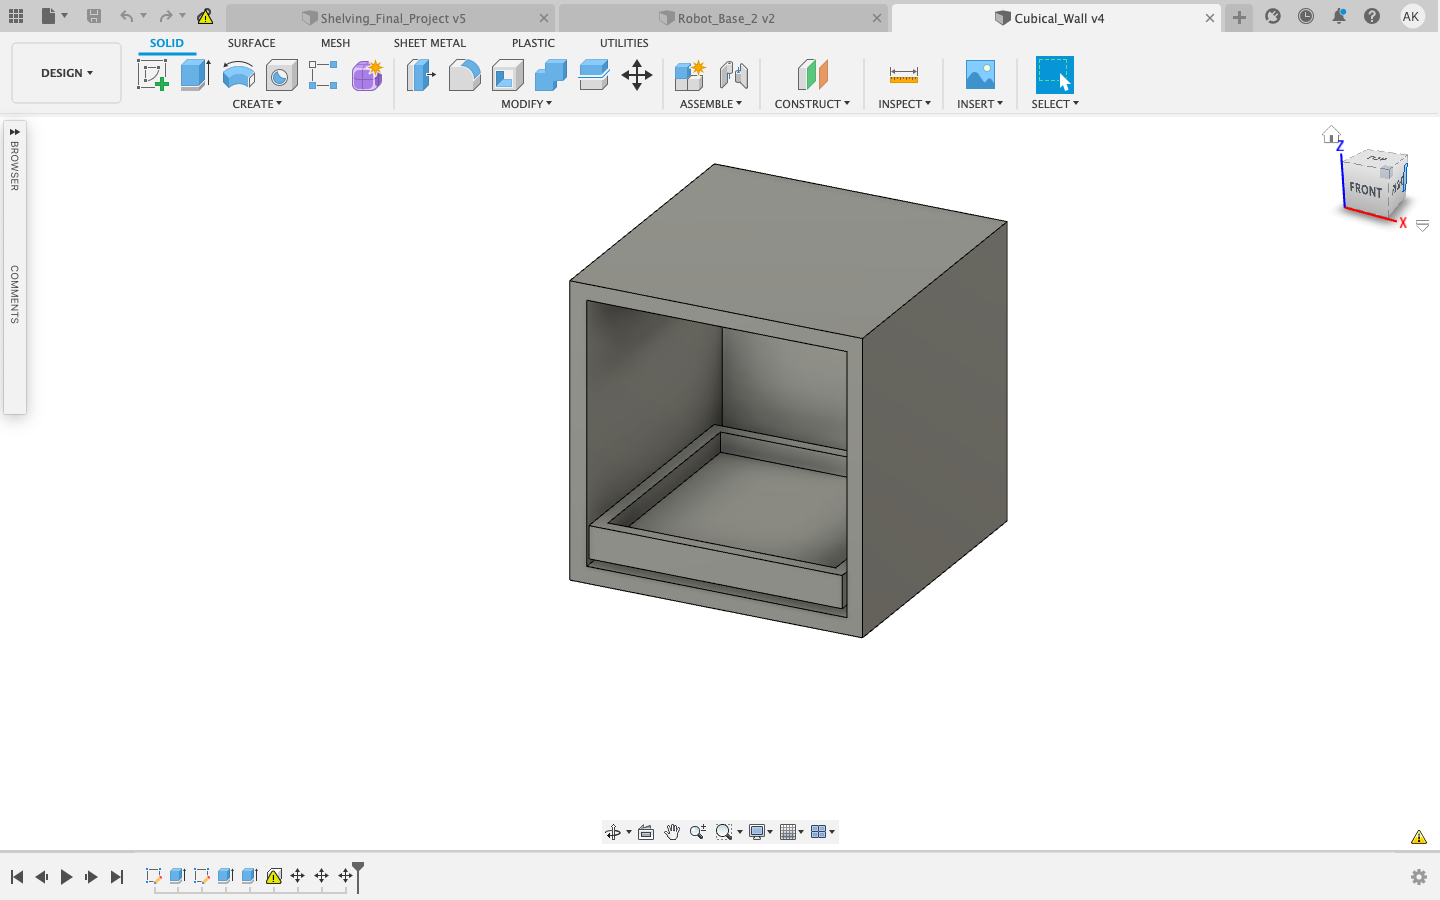 Shelving_Final_Project v5
Robot_Base_2 v2
Cubical_Wall v4
AK
SOLID
SURFACE
MESH
SHEET METAL
PLASTIC
UTILITIES
DESIGN
CREATE
MODIFY
ASSEMBLE
CONSTRUCT
INSPECT
INSERT
SELECT
BROWSER
COMMENTS
Z
TOP
FRONT
RIGHT
X